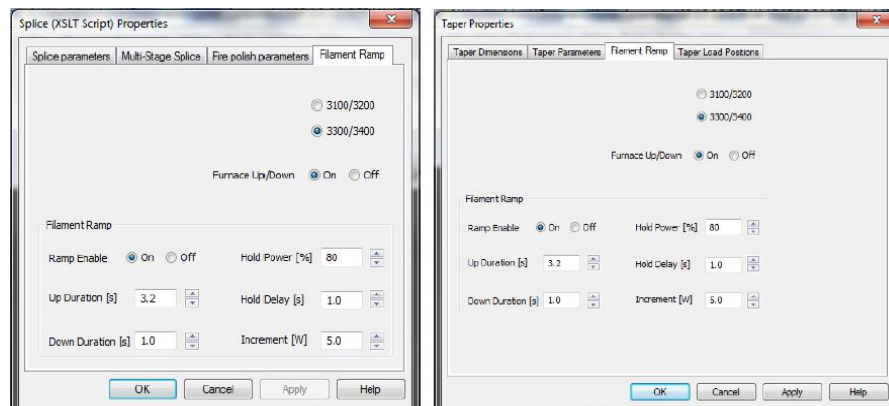 Splice (XSLT Script) Properties
Splice parameters Multi-Stage Splice Fire polish parameters Filament Ramp
3100/3200
3300/3400
Furnace Up/Down On Off
Filament Ramp
Ramp Enable On Off Hold Power [%] 80
Up Duration [s] 3.2 Hold Delay [s] 1.0
Down Duration [s] 1.0 Increment [W] 5.0
OK Cancel Apply Help
Taper Properties
Taper Dimensions Taper Parameters Filament Ramp Taper Load Positions
3100/3200
3300/3400
Furnace Up/Down On Off
Filament Ramp
Ramp Enable On Off Hold Power [%] 80
Up Duration [s] 3.2 Hold Delay [s] 1.0
Down Duration [s] 1.0 Increment [W] 5.0
OK Cancel Apply Help